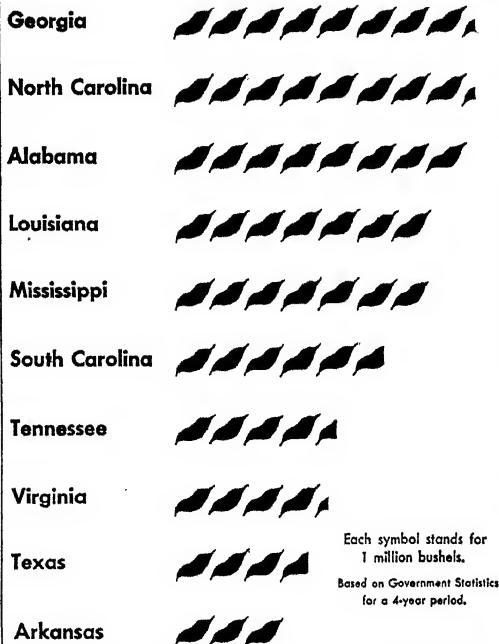 Georgia
North Carolina
Alabama
Louisiana
Mississippi
South Carolina
Tennessee
Virginia
Texas
Arkansas
Each symbol stands for
1 million bushels.
Based on Government Statistics
for a 4-year period.